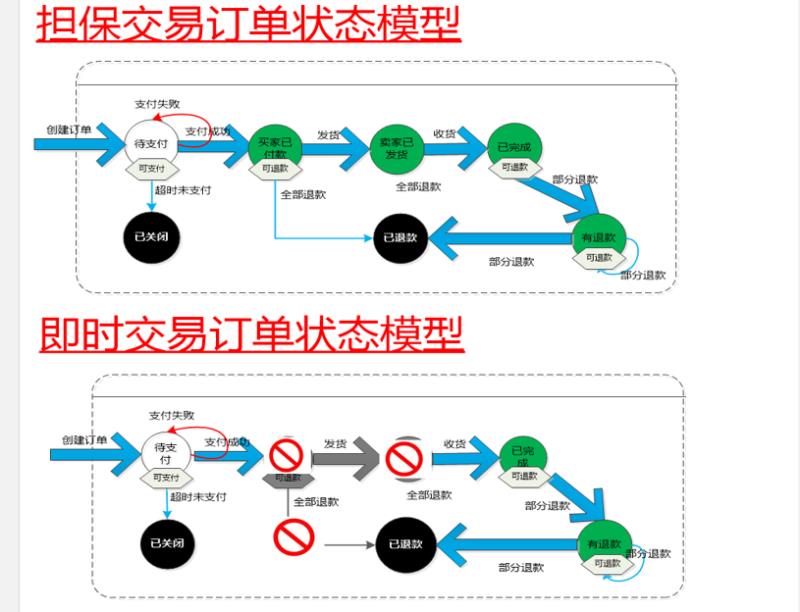 担保交易订单状态模型
支付失败
创建订单
支付成功
发货
收货
待支付
买家已
付款
卖家已
发货
已完成
可支付
可退款
可退款
超时未支付
全部退款
全部退款
部分退款
已关闭
已退款
有退款
可退款
部分退款
部分退款
即时交易订单状态模型
支付失败
创建订单
支付成功
发货
收货
待支
付
已完
成
可支付
可退款
可退款
超时未支付
全部退款
全部退款
部分退款
已关闭
已退款
有退款
部分退款
可退款
部分退款